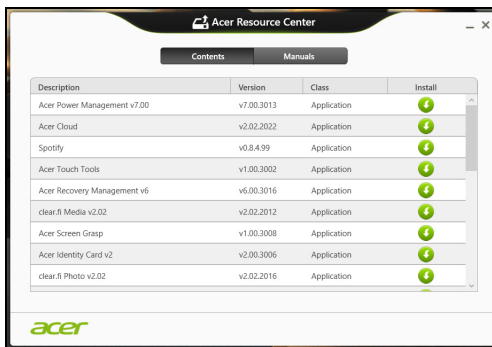 Acer Resource Center
Contents Manuals
Description Version Class Install
Acer Power Management v7.00 v7.00.3013 Application
Acer Cloud v2.02.2022 Application
Spotify v0.8.4.99 Application
Acer Touch Tools v1.00.3002 Application
Acer Recovery Management v6 v6.00.3016 Application
clear.fi Media v2.02 v2.02.2012 Application
Acer Screen Grasp v1.00.3008 Application
Acer Identity Card v2 v2.00.3006 Application
clear.fi Photo v2.02 v2.02.2016 Application
acer